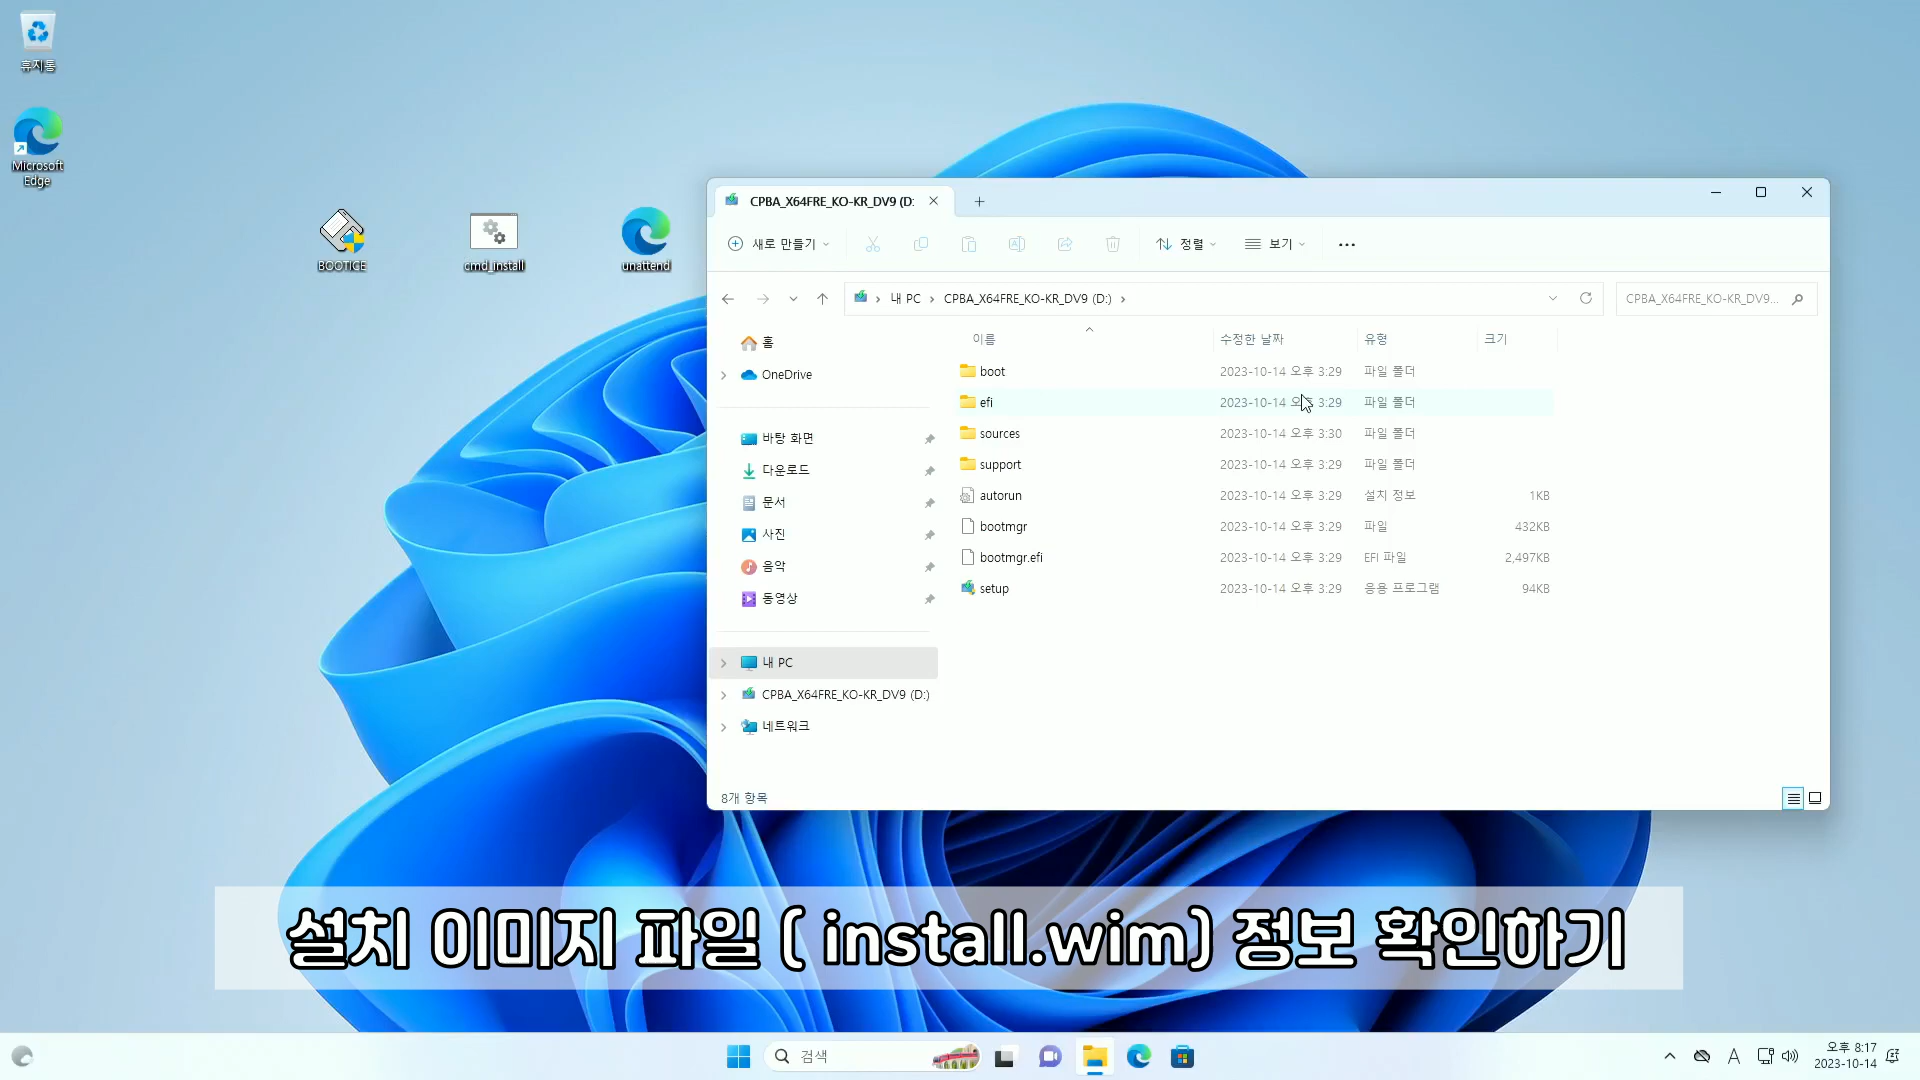 휴지통
Microsoft
Edge
BOOTICE
cmd_install
unattend
CPBA_X64FRE_KO-KR_DV9 (D:
새로 만들기
정렬
보기
내 PC
CPBA_X64FRE_KO-KR_DV9 (D:)
CPBA_X64FRE_KO-KR_DV9...
이름 수정한 날짜 유형 크기
홈
OneDrive
바탕 화면
다운로드
문서
사진
음악
동영상
내 PC
CPBA_X64FRE_KO-KR_DV9 (D:)
네트워크
boot 2023-10-14 오후 3:29 파일 폴더
efi 2023-10-14 오후 3:29 파일 폴더
sources 2023-10-14 오후 3:30 파일 폴더
support 2023-10-14 오후 3:29 파일 폴더
autorun 2023-10-14 오후 3:29 설치 정보 1KB
bootmgr 2023-10-14 오후 3:29 파일 432KB
bootmgr.efi 2023-10-14 오후 3:29 EFI 파일 2,497KB
setup 2023-10-14 오후 3:29 응용 프로그램 94KB
8개 항목
설치 이미지 파일 ( install.wim) 정보 확인하기
검색
A
오후 8:17
2023-10-14